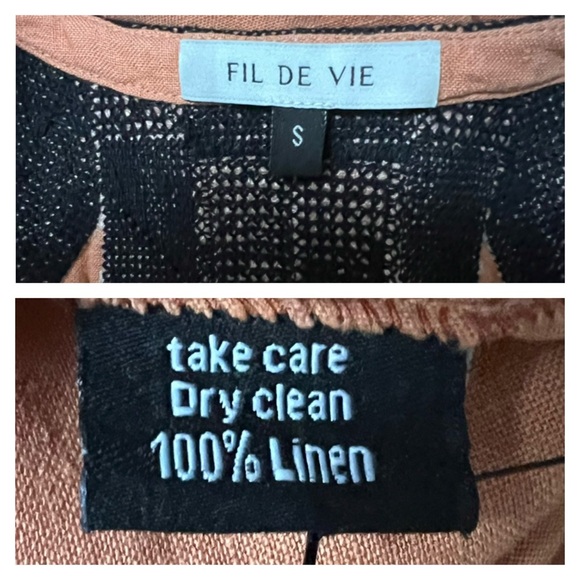 FIL DE VIE
S
take care
Dry clean
100% Linen